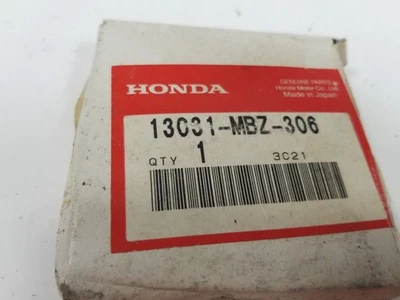 HONDA
GENUINE PARTS
Honda Motor Co., Ltd.
Made in Japan
13031-MBZ-306
QTY 1 3C21